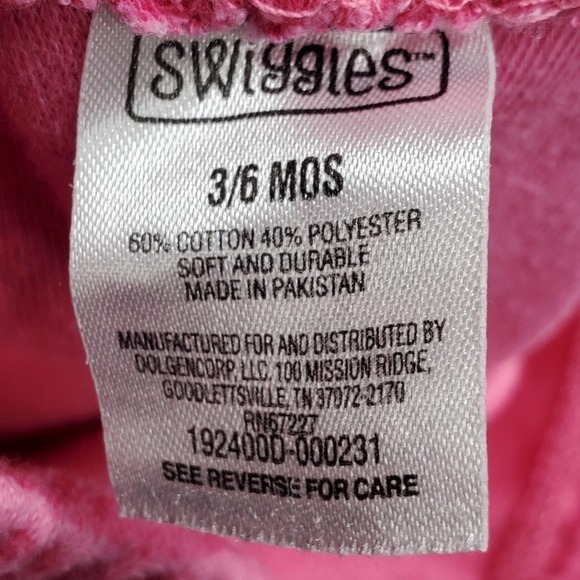 SWiggles™
3/6 MOS
60% COTTON 40% POLYESTER
SOFT AND DURABLE
MADE IN PAKISTAN
MANUFACTURED FOR AND DISTRIBUTED BY
DOLGENCORP, LLC, 100 MISSION RIDGE,
GOODLETTSVILLE, TN 37072-2170
RN67227
192400D-000231
SEE REVERSE FOR CARE